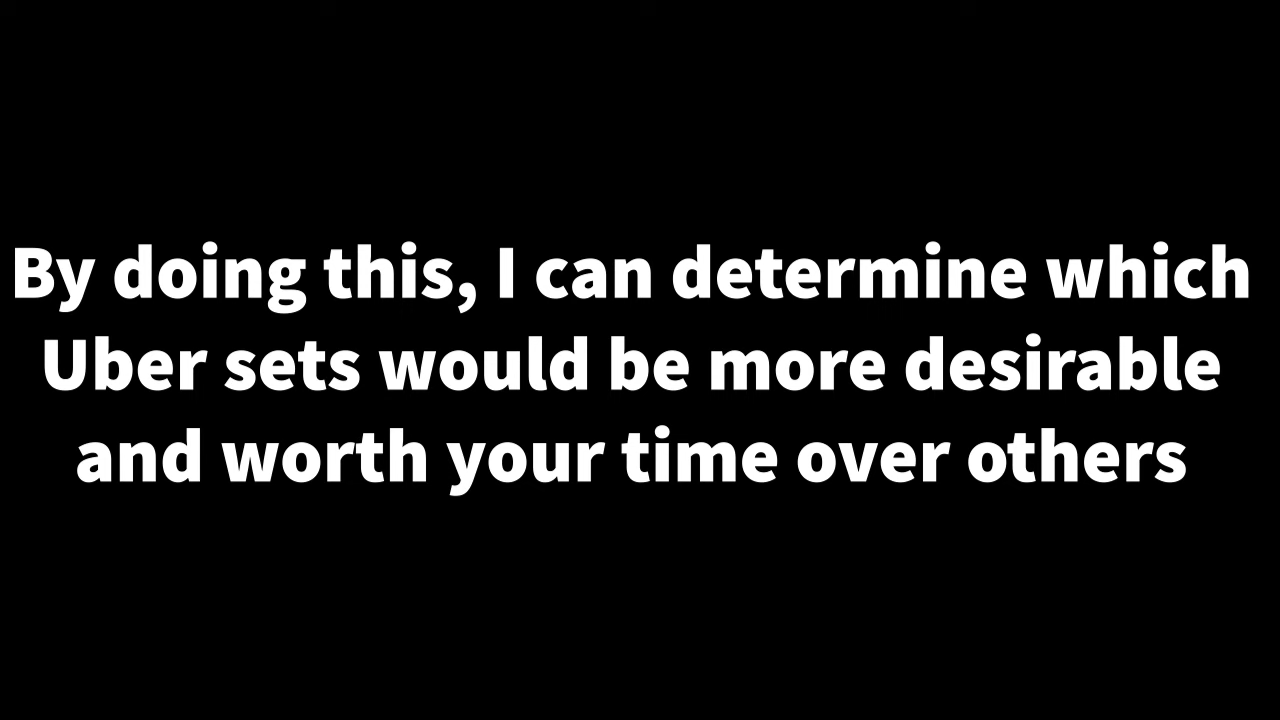 By doing this, I can determine which
Uber sets would be more desirable
and worth your time over others